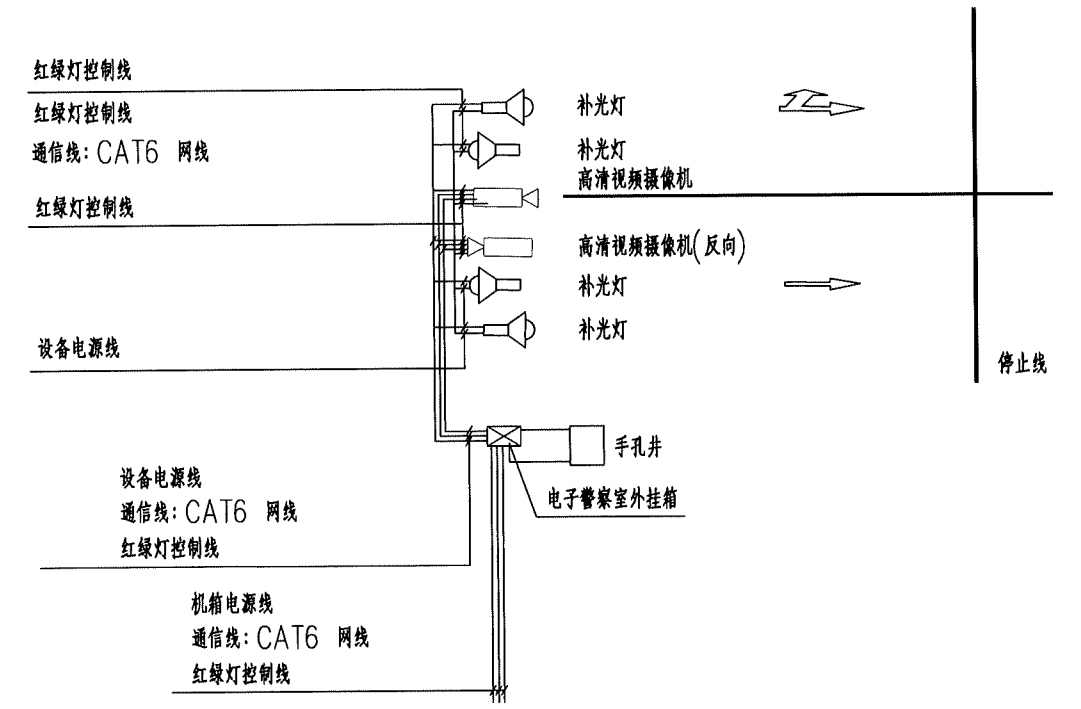 红绿灯控制线
红绿灯控制线
通信线：CAT6 网线
红绿灯控制线
设备电源线
补光灯
补光灯
高清视频摄像机
高清视频摄像机(反向)
补光灯
补光灯
停止线
手孔井
电子警察室外挂箱
设备电源线
通信线：CAT6 网线
红绿灯控制线
机箱电源线
通信线：CAT6 网线
红绿灯控制线